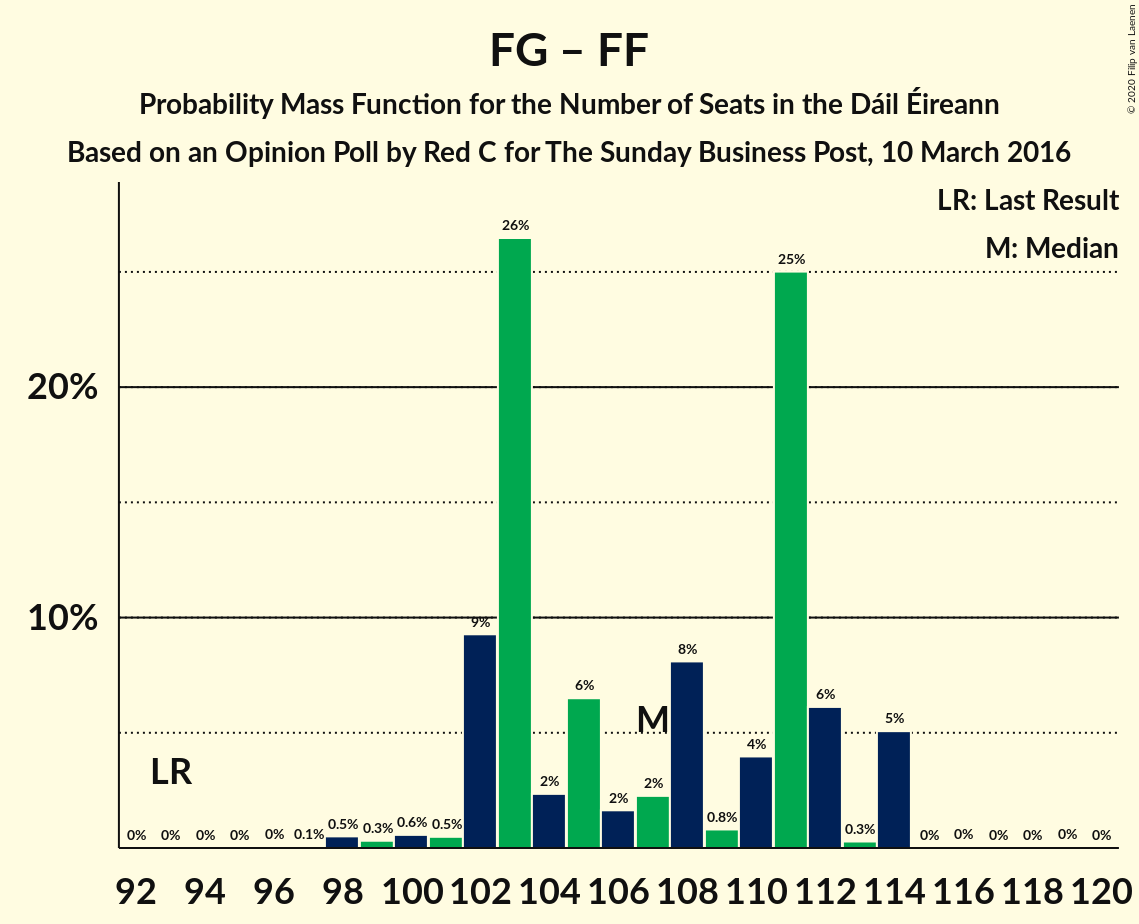 FG – FF
Probability Mass Function for the Number of Seats in the Dáil Éireann
Based on an Opinion Poll by Red C for The Sunday Business Post, 10 March 2016
© 2020 Filip van Laenen
LR: Last Result
M: Median
20%
10%
0% 0% 0% 0% 0% 0.1% 0.5% 0.3% 0.6% 0.5% 9% 26% 2% 6% 2% 2% 8% 0.8% 4% 25% 6% 0.3% 5% 0% 0% 0% 0% 0% 0%
LR
M
92 94 96 98 100 102 104 106 108 110 112 114 116 118 120